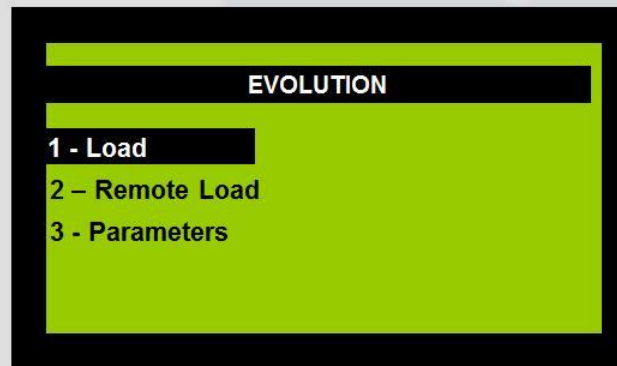 EVOLUTION
1 - Load
2 – Remote Load
3 - Parameters